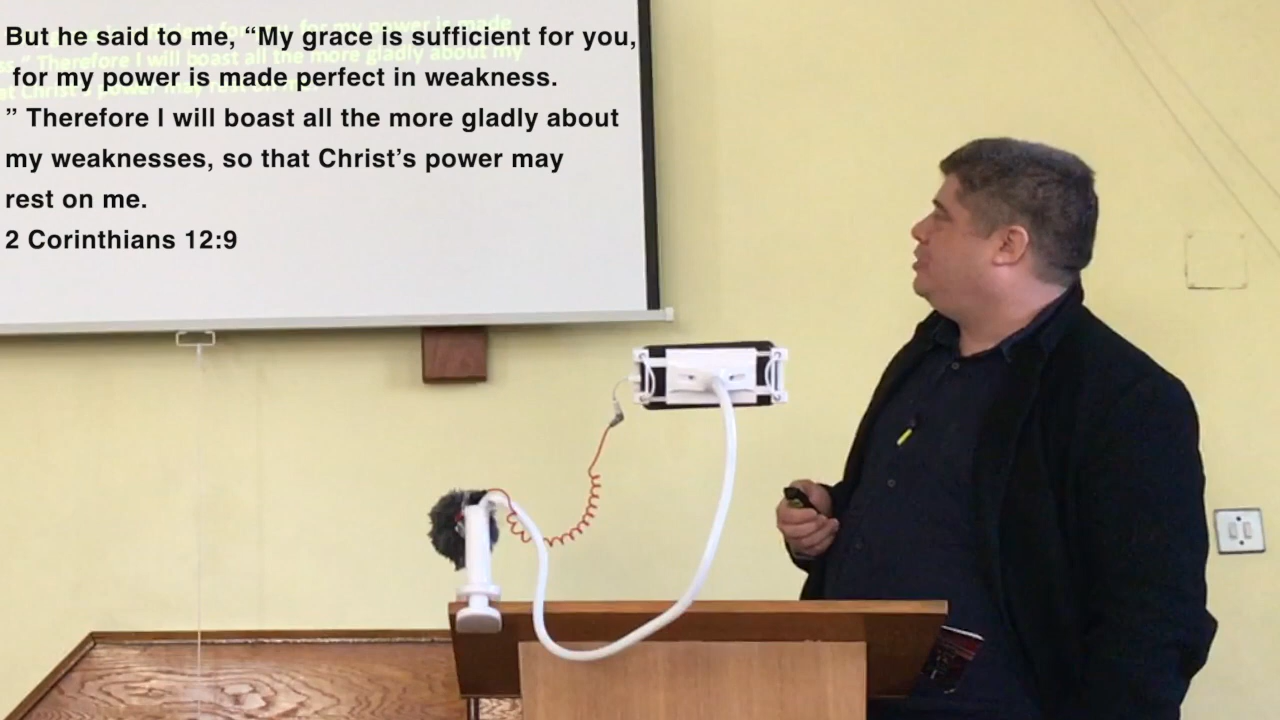 But he said to me, “My grace is sufficient for you,
for my power is made perfect in weakness.
” Therefore I will boast all the more gladly about
my weaknesses, so that Christ’s power may
rest on me.
2 Corinthians 12:9